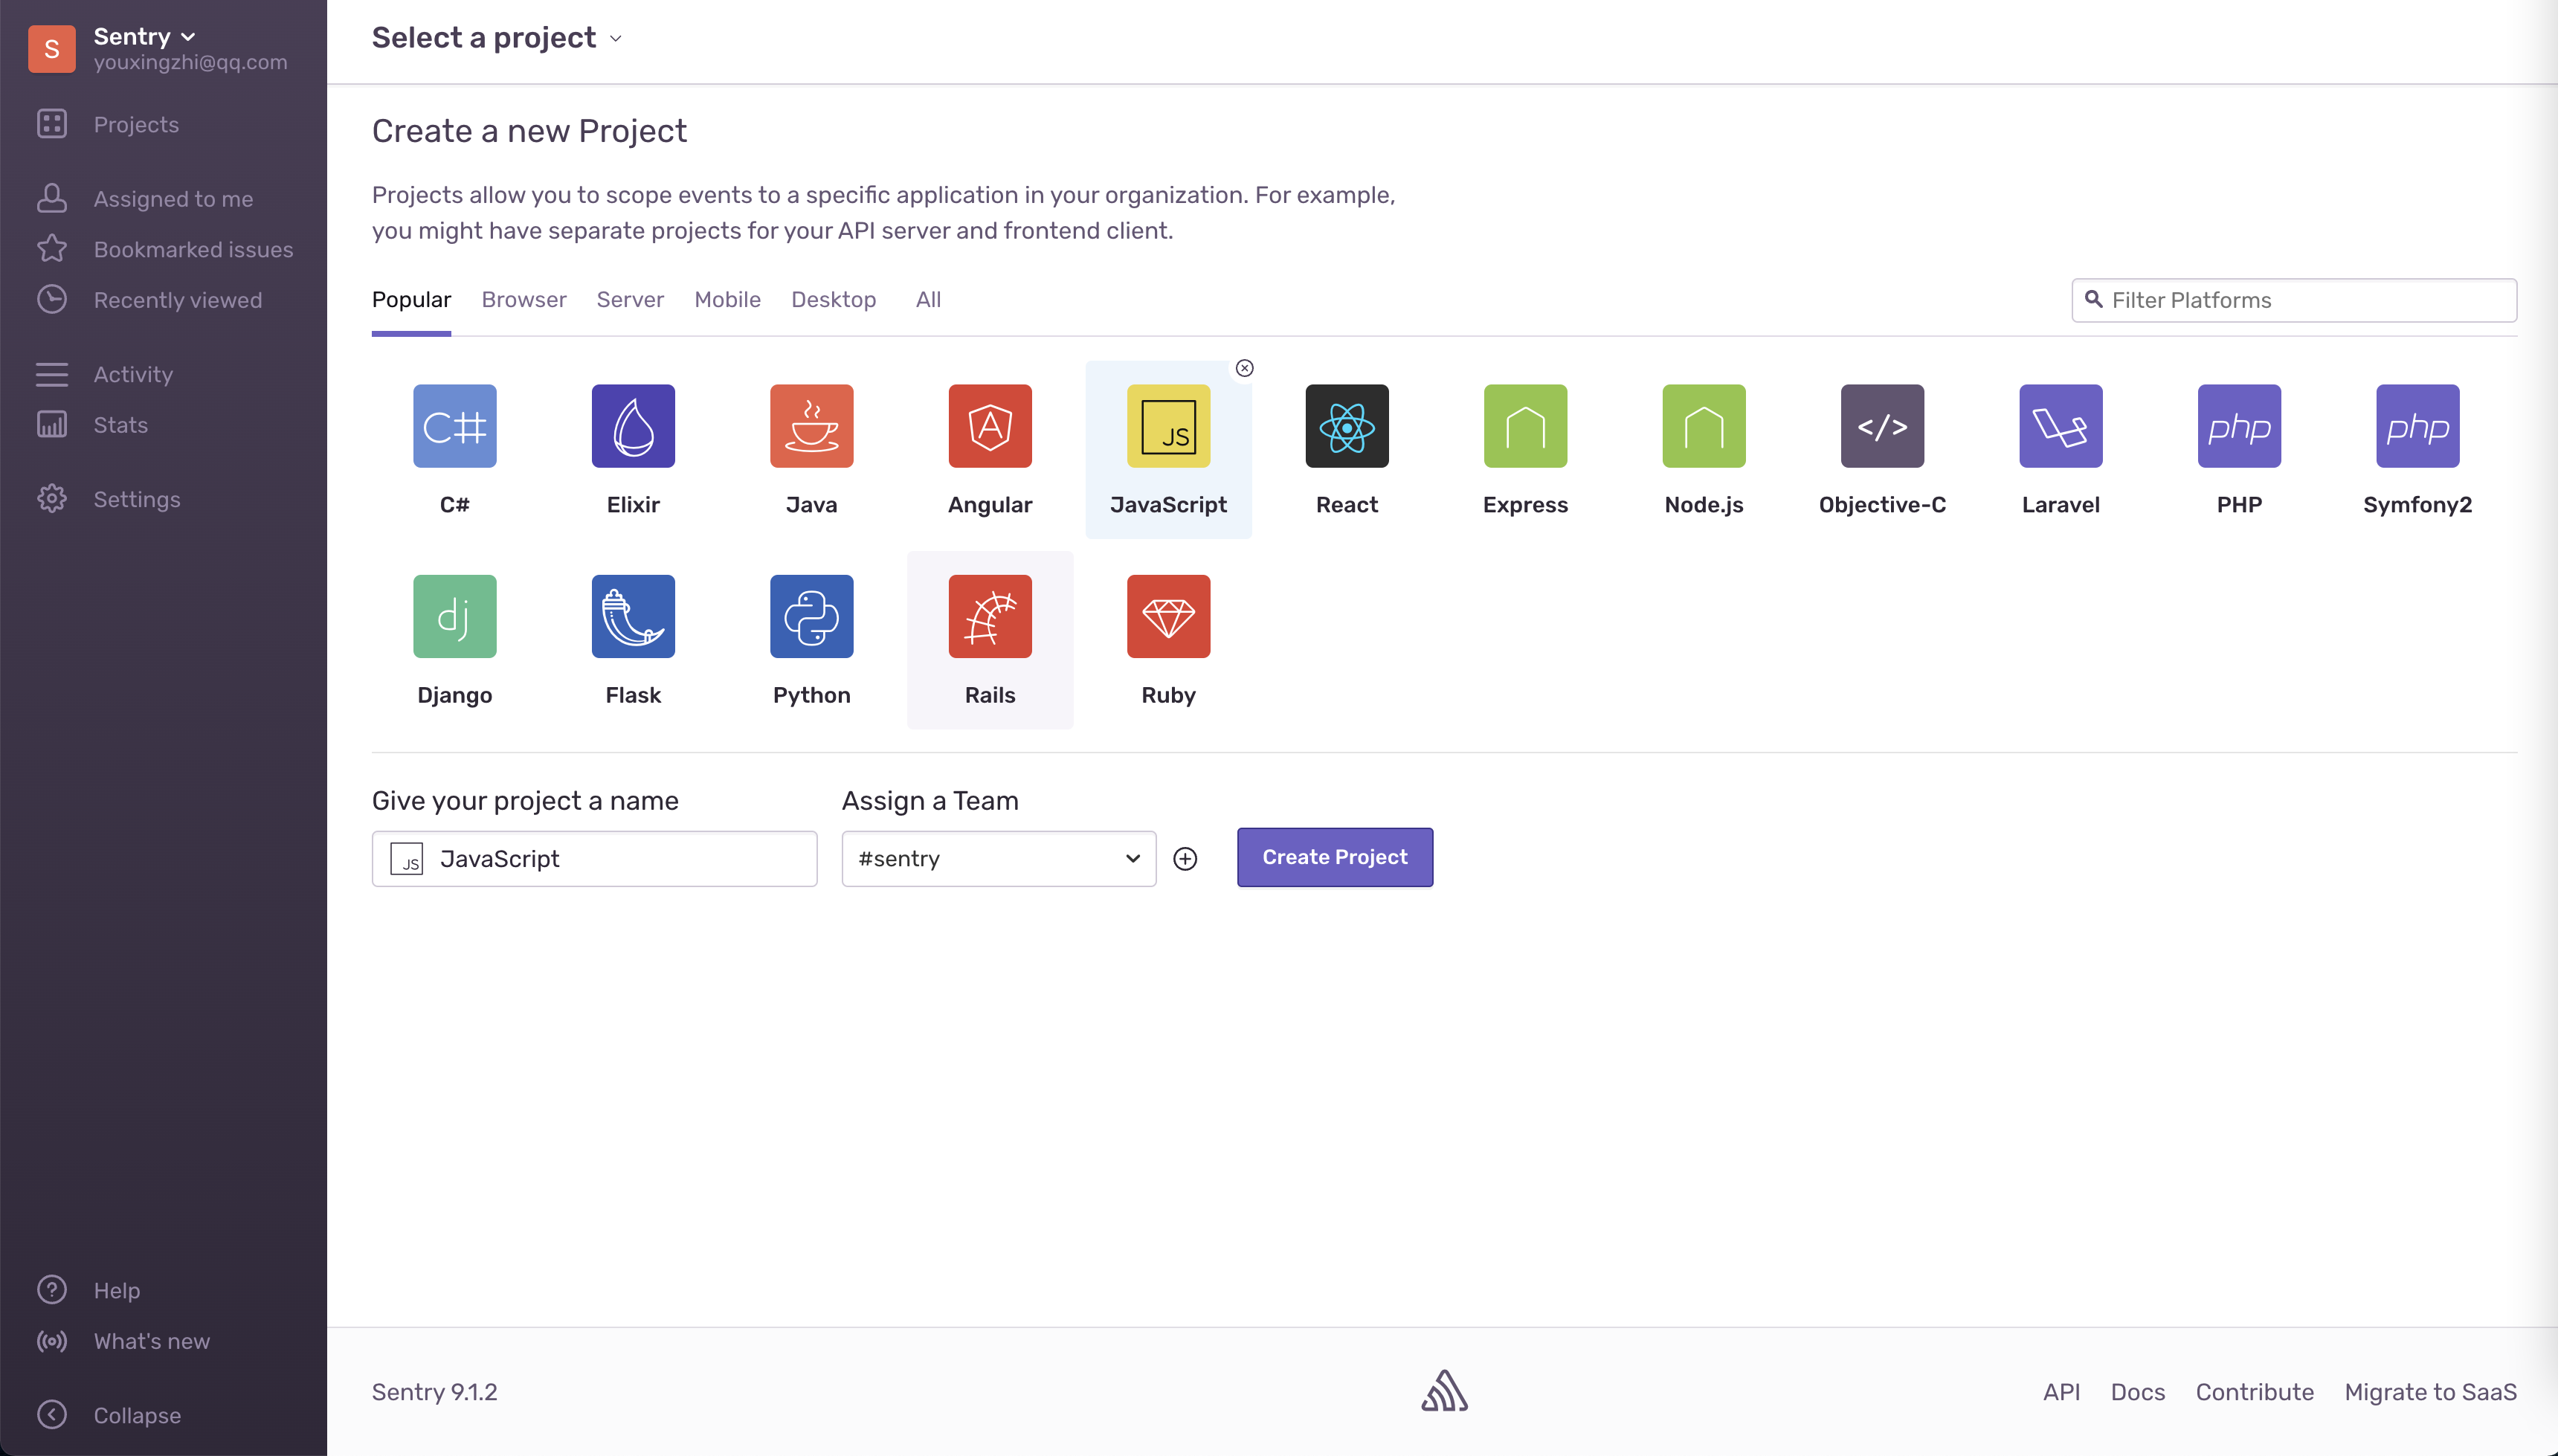 S
Sentry
youxingzhi@qq.com
Projects
Assigned to me
Bookmarked issues
Recently viewed
Activity
Stats
Settings
Help
What's new
Collapse
Select a project
Create a new Project
Projects allow you to scope events to a specific application in your organization. For example,
you might have separate projects for your API server and frontend client.
Popular Browser Server Mobile Desktop All
Filter Platforms
C# JS </> php php
C# Elixir Java Angular JavaScript React Express Node.js Objective-C Laravel PHP Symfony2
dj
Django Flask Python Rails Ruby
Give your project a name Assign a Team
JS JavaScript #sentry Create Project
Sentry 9.1.2 API Docs Contribute Migrate to SaaS